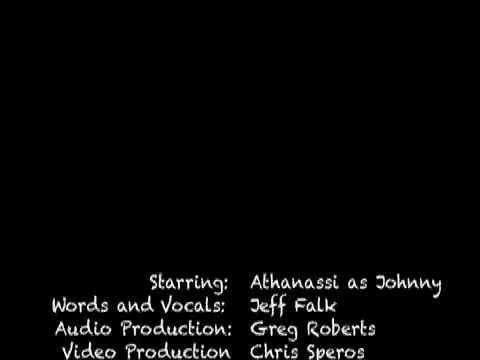 Starring: Athanassi as Johnny
Words and Vocals: Jeff Falk
Audio Production: Greg Roberts
Video Production Chris Speros